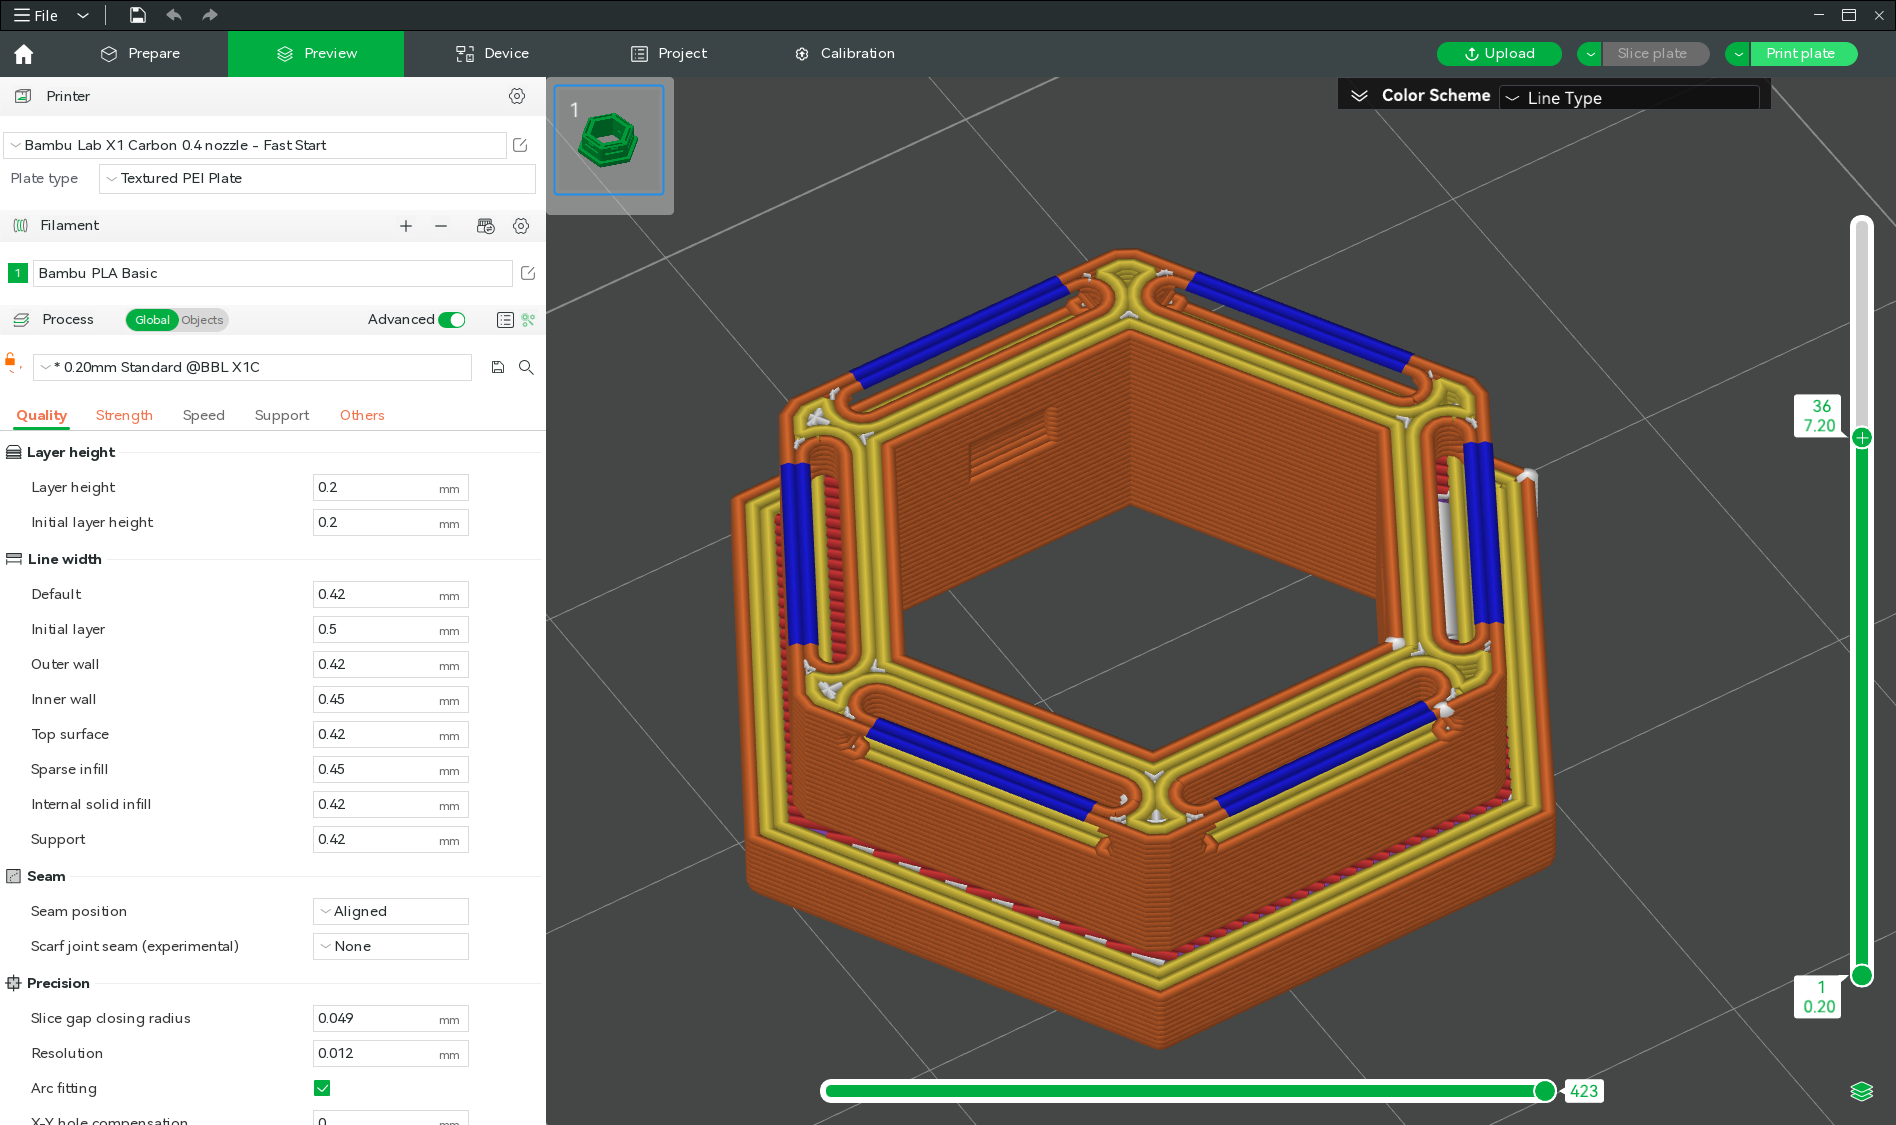 File
Prepare
Preview
Device
Project
Calibration
Upload
Slice plate
Print plate
Printer
Bambu Lab X1 Carbon 0.4 nozzle - Fast Start
Plate type
Textured PEI Plate
Filament
1
Bambu PLA Basic
Process
Global
Objects
Advanced
* 0.20mm Standard @BBL X1C
Quality
Strength
Speed
Support
Others
Layer height
Layer height
0.2 mm
Initial layer height
0.2 mm
Line width
Default
0.42 mm
Initial layer
0.5 mm
Outer wall
0.42 mm
Inner wall
0.45 mm
Top surface
0.42 mm
Sparse infill
0.45 mm
Internal solid infill
0.42 mm
Support
0.42 mm
Seam
Seam position
Aligned
Scarf joint seam (experimental)
None
Precision
Slice gap closing radius
0.049 mm
Resolution
0.012 mm
Arc fitting
X-Y hole compensation
0 mm
1
Color Scheme
Line Type
36
7.20
1
0.20
423